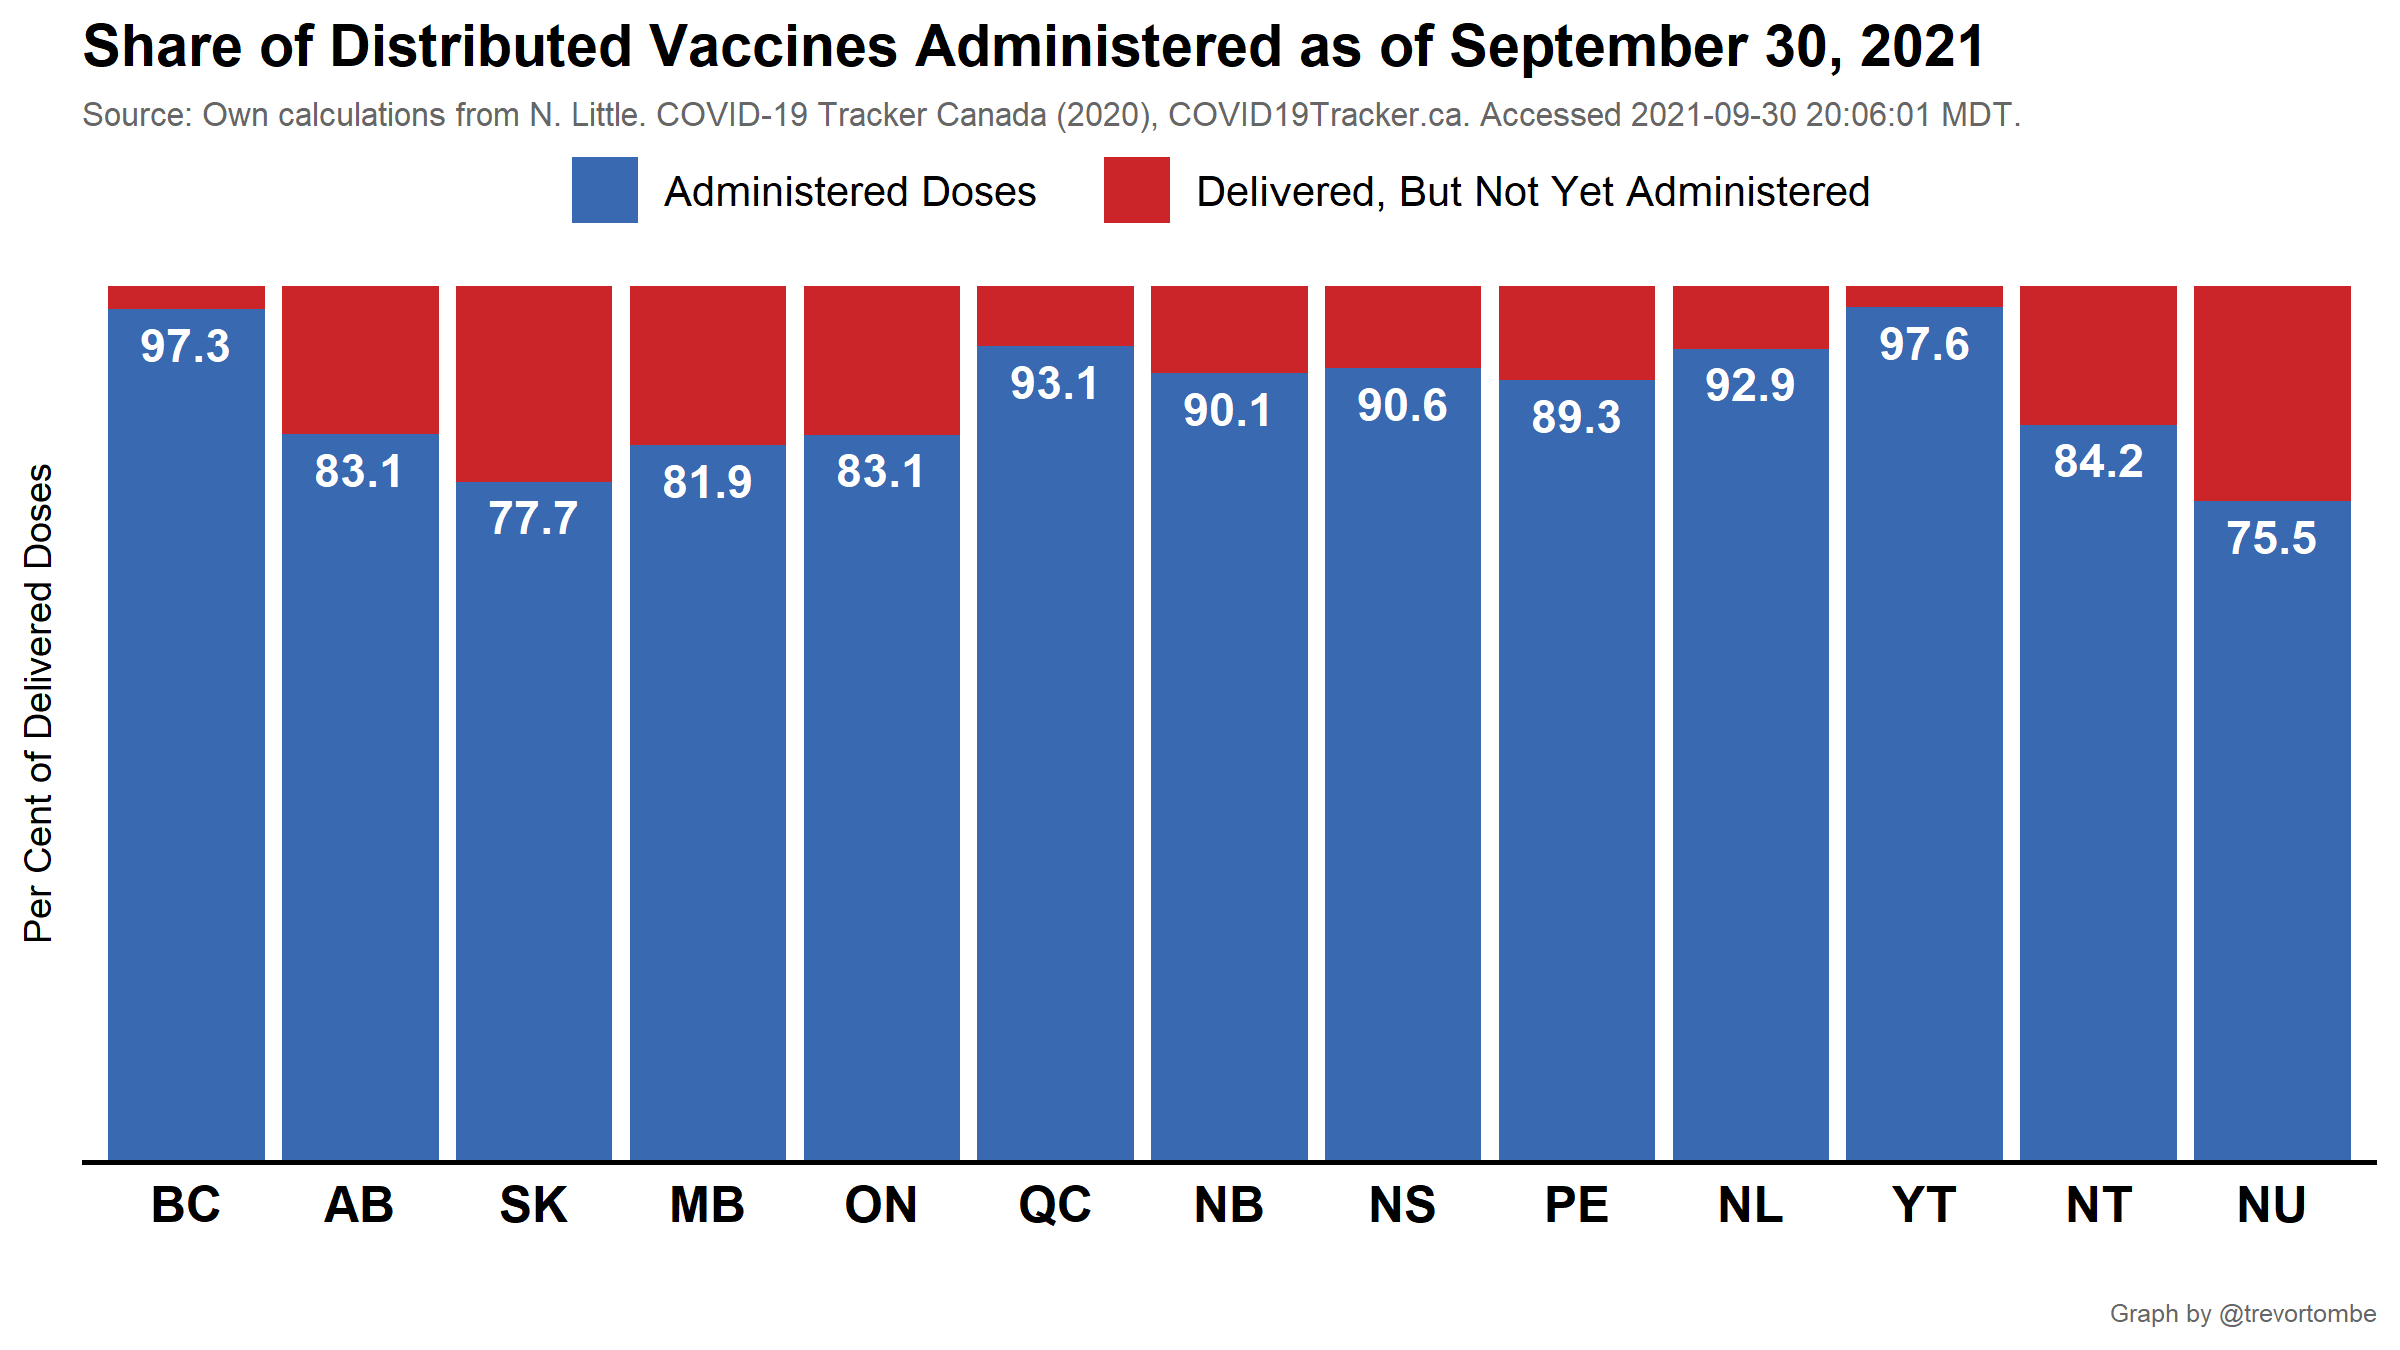 Share of Distributed Vaccines Administered as of September 30, 2021
Source: Own calculations from N. Little. COVID-19 Tracker Canada (2020), COVID19Tracker.ca. Accessed 2021-09-30 20:06:01 MDT.
Administered Doses
Delivered, But Not Yet Administered
Per Cent of Delivered Doses
97.3
83.1
77.7
81.9
83.1
93.1
90.1
90.6
89.3
92.9
97.6
84.2
75.5
BC
AB
SK
MB
ON
QC
NB
NS
PE
NL
YT
NT
NU
Graph by @trevortombe